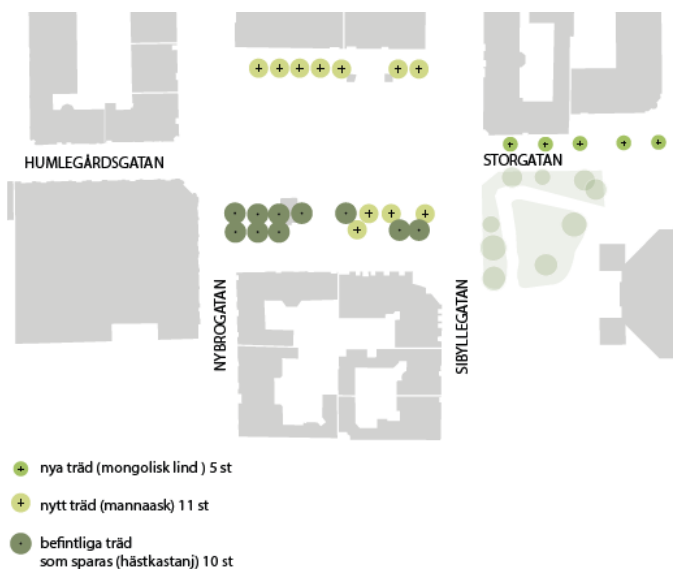 HUMLEGÅRDSGATAN
STORGATAN
NYBROGATAN
SIBYLLEGATAN
nya träd (mongolisk lind ) 5 st
nytt träd (mannaask) 11 st
befintliga träd
som sparas (hästkastanj) 10 st